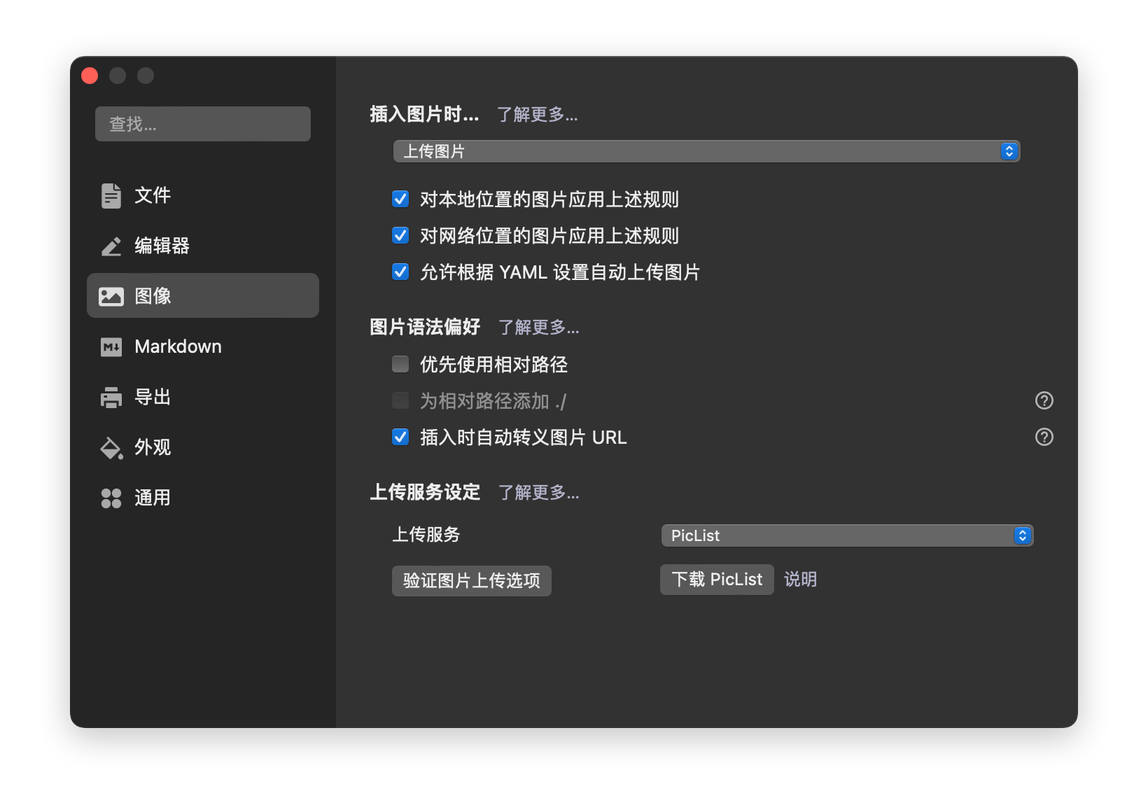 查找...
文件
编辑器
图像
Markdown
导出
外观
通用
插入图片时... 了解更多...
上传图片
对本地位置的图片应用上述规则
对网络位置的图片应用上述规则
允许根据 YAML 设置自动上传图片
图片语法偏好 了解更多...
优先使用相对路径
为相对路径添加 ./
插入时自动转义图片 URL
上传服务设定 了解更多...
上传服务 PicList
验证图片上传选项 下载 PicList 说明